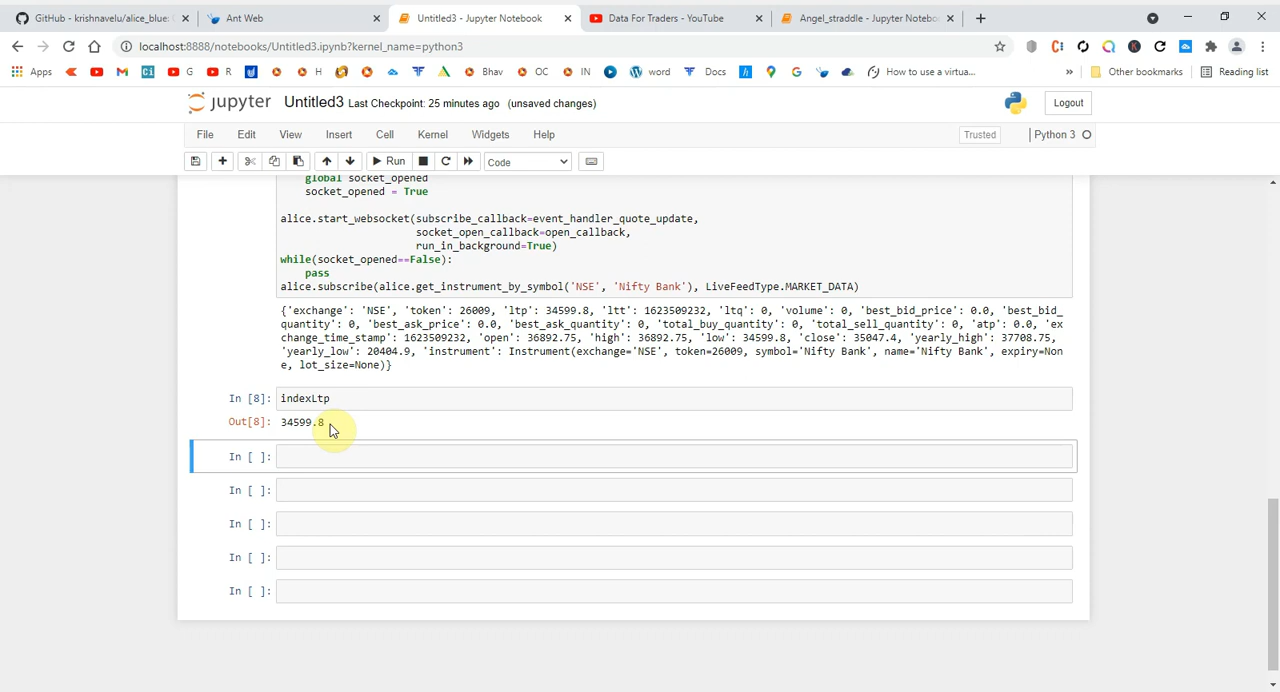 GitHub - krishnavelu/alice_blue: Ant Web Untitled3 - Jupyter Notebook Data For Traders - YouTube Angel_straddle - Jupyter Notebo
localhost:8888/notebooks/Untitled3.ipynb?kernel_name=python3
Apps G R H Bhav OC IN word Docs G How to use a virtua... » Other bookmarks Reading list
jupyter Untitled3 Last Checkpoint: 25 minutes ago (unsaved changes) Logout
File Edit View Insert Cell Kernel Widgets Help Trusted Python 3
Run Code
global socket_opened
socket_opened = True
alice.start_websocket(subscribe_callback=event_handler_quote_update,
socket_open_callback=open_callback,
run_in_background=True)
while(socket_opened==False):
pass
alice.subscribe(alice.get_instrument_by_symbol('NSE', 'Nifty Bank'), LiveFeedType.MARKET_DATA)
{'exchange': 'NSE', 'token': 26009, 'ltp': 34599.8, 'ltt': 1623509232, 'ltq': 0, 'volume': 0, 'best_bid_price': 0.0, 'best_bid_
quantity': 0, 'best_ask_price': 0.0, 'best_ask_quantity': 0, 'total_buy_quantity': 0, 'total_sell_quantity': 0, 'atp': 0.0, 'ex
change_time_stamp': 1623509232, 'open': 36892.75, 'high': 36892.75, 'low': 34599.8, 'close': 35047.4, 'yearly_high': 37708.75,
'yearly_low': 20404.9, 'instrument': Instrument(exchange='NSE', token=26009, symbol='Nifty Bank', name='Nifty Bank', expiry=Non
e, lot_size=None)}
In [8]: indexLtp
Out[8]: 34599.8
In [ ]:
In [ ]:
In [ ]:
In [ ]:
In [ ]: